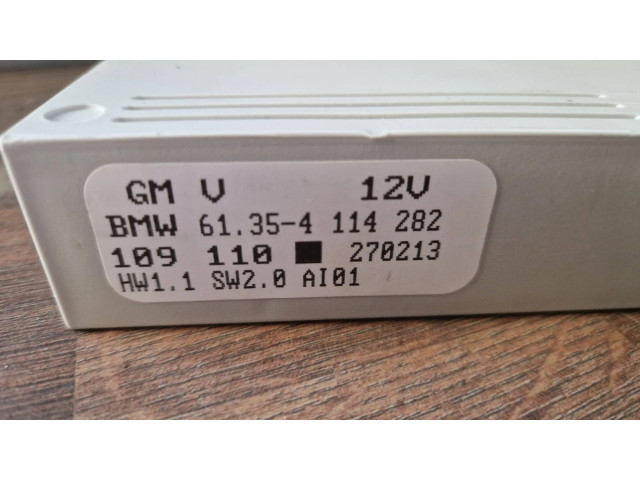 GM V 12V
BMW 61.35-4 114 282
109 110 ■ 270213
HW1.1 SW2.0 AI01